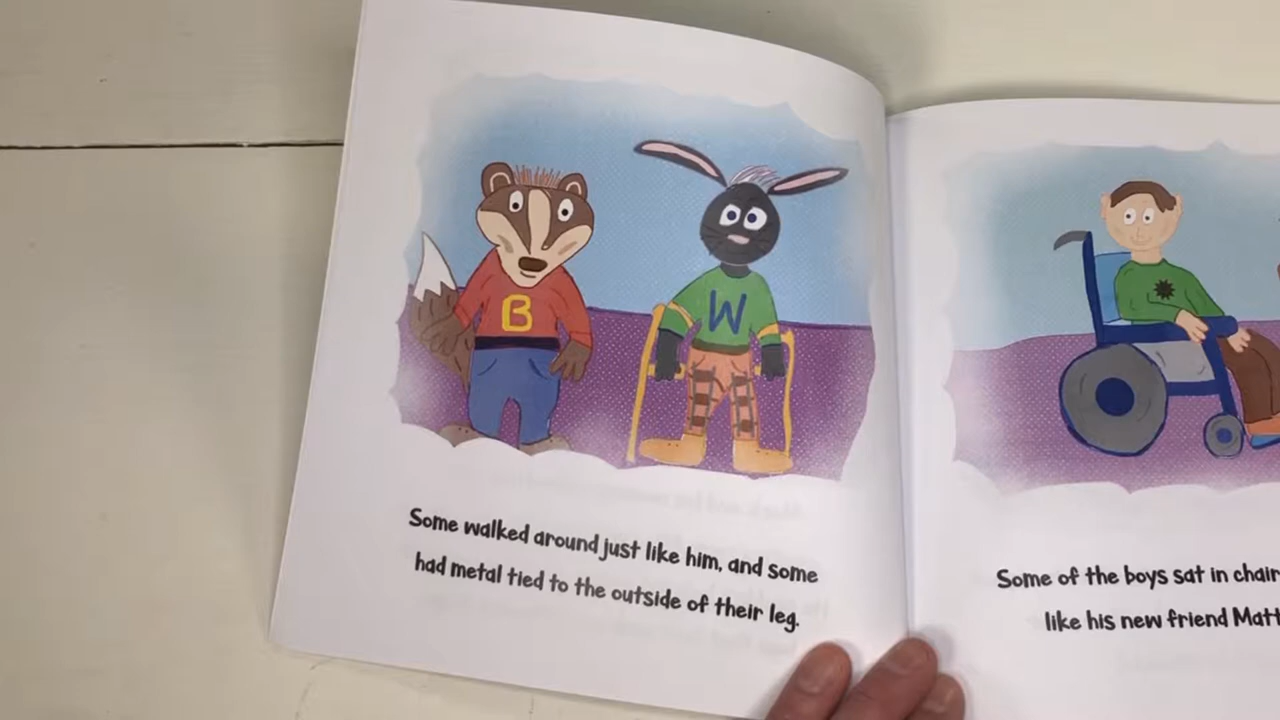 B
W
Some walked around just like him, and some
had metal tied to the outside of their leg.
Some of the boys sat in chair
like his new friend Matt